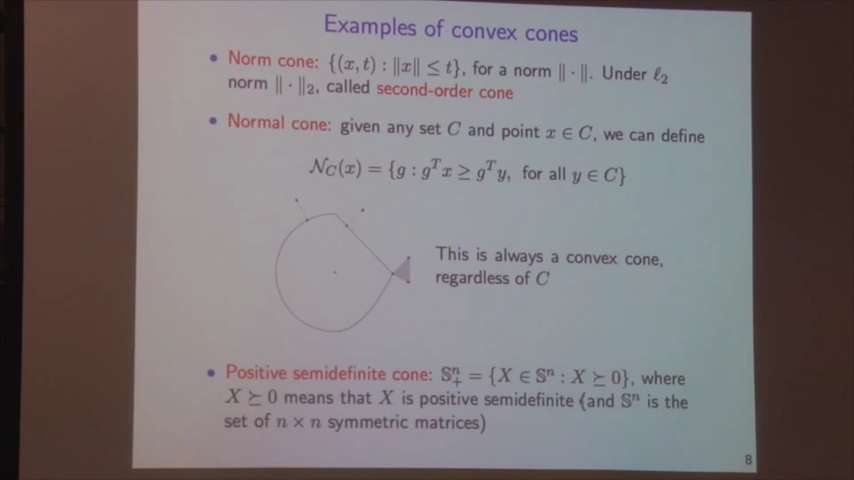 Examples of convex cones
• Norm cone: {(x, t) : ‖x‖ ≤ t}, for a norm ‖ · ‖. Under ℓ₂
norm ‖ · ‖₂, called second-order cone
• Normal cone: given any set C and point x ∈ C, we can define
𝒩_C(x) = {g : gᵀx ≥ gᵀy, for all y ∈ C}
This is always a convex cone,
regardless of C
• Positive semidefinite cone: 𝕊ⁿ₊ = {X ∈ 𝕊ⁿ : X ⪰ 0}, where
X ⪰ 0 means that X is positive semidefinite (and 𝕊ⁿ is the
set of n × n symmetric matrices)
8